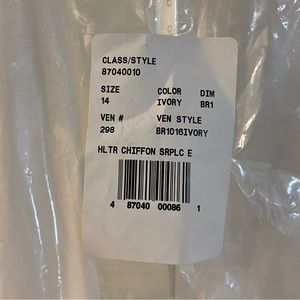 CLASS/STYLE
87040010
SIZE COLOR DIM
14 IVORY BR1
VEN # VEN STYLE
298 BR1016IVORY
HLTR CHIFFON SRPLC E
4 87040 00086 1